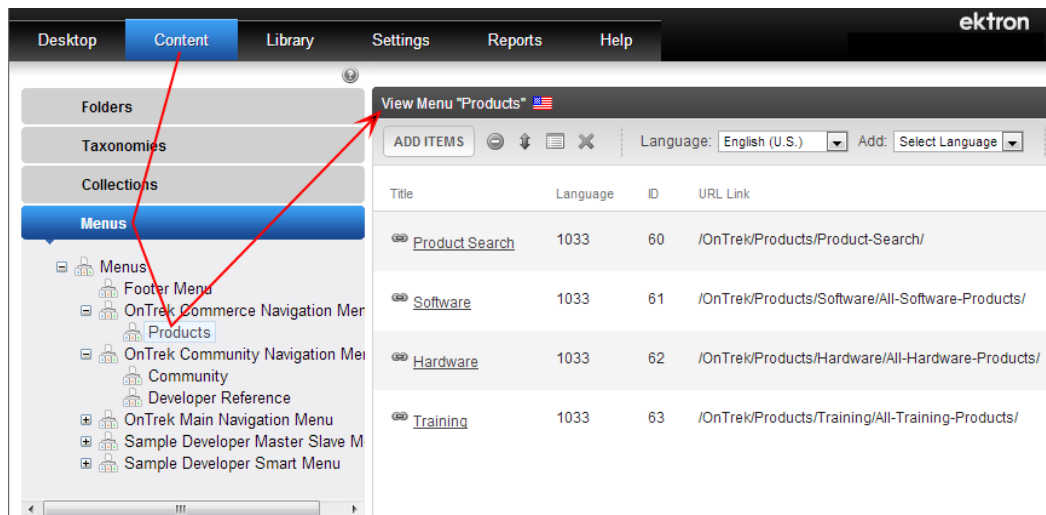 ektron
Desktop Content Library Settings Reports Help
Folders
Taxonomies
Collections
Menus
Menus
Footer Menu
OnTrek Commerce Navigation Men
Products
OnTrek Community Navigation Mer
Community
Developer Reference
OnTrek Main Navigation Menu
Sample Developer Master Slave M
Sample Developer Smart Menu
View Menu "Products"
ADD ITEMS Language: English (U.S.) Add: Select Language
Title Language ID URL Link
Product Search 1033 60 /OnTrek/Products/Product-Search/
Software 1033 61 /OnTrek/Products/Software/All-Software-Products/
Hardware 1033 62 /OnTrek/Products/Hardware/All-Hardware-Products/
Training 1033 63 /OnTrek/Products/Training/All-Training-Products/